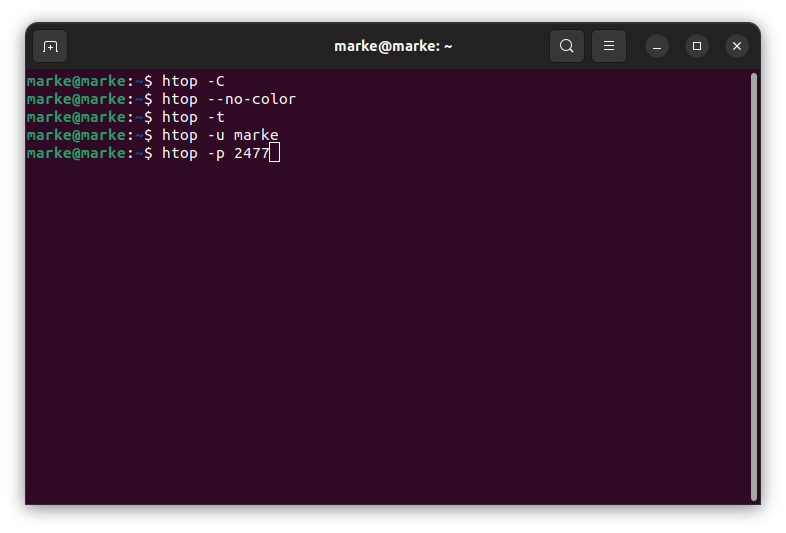 marke@marke: ~
marke@marke:~$ htop -C
marke@marke:~$ htop --no-color
marke@marke:~$ htop -t
marke@marke:~$ htop -u marke
marke@marke:~$ htop -p 2477